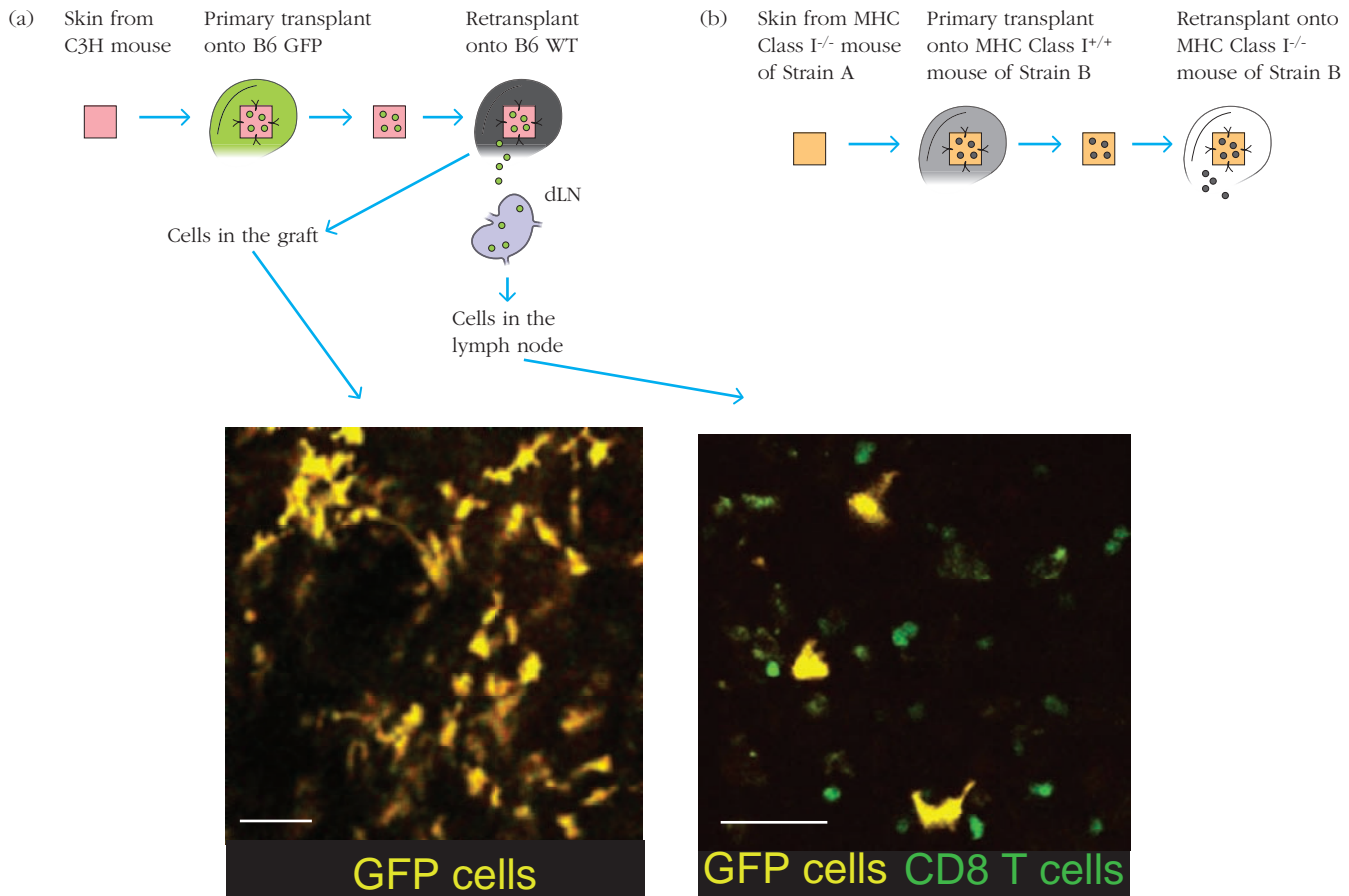 (a)
Skin from
C3H mouse
Primary transplant
onto B6 GFP
Retransplant
onto B6 WT
dLN
Cells in the graft
Cells in the
lymph node
GFP cells
GFP cells CD8 T cells
(b)
Skin from MHC
Class I-/- mouse
of Strain A
Primary transplant
onto MHC Class I+/+
mouse of Strain B
Retransplant onto
MHC Class I-/-
mouse of Strain B